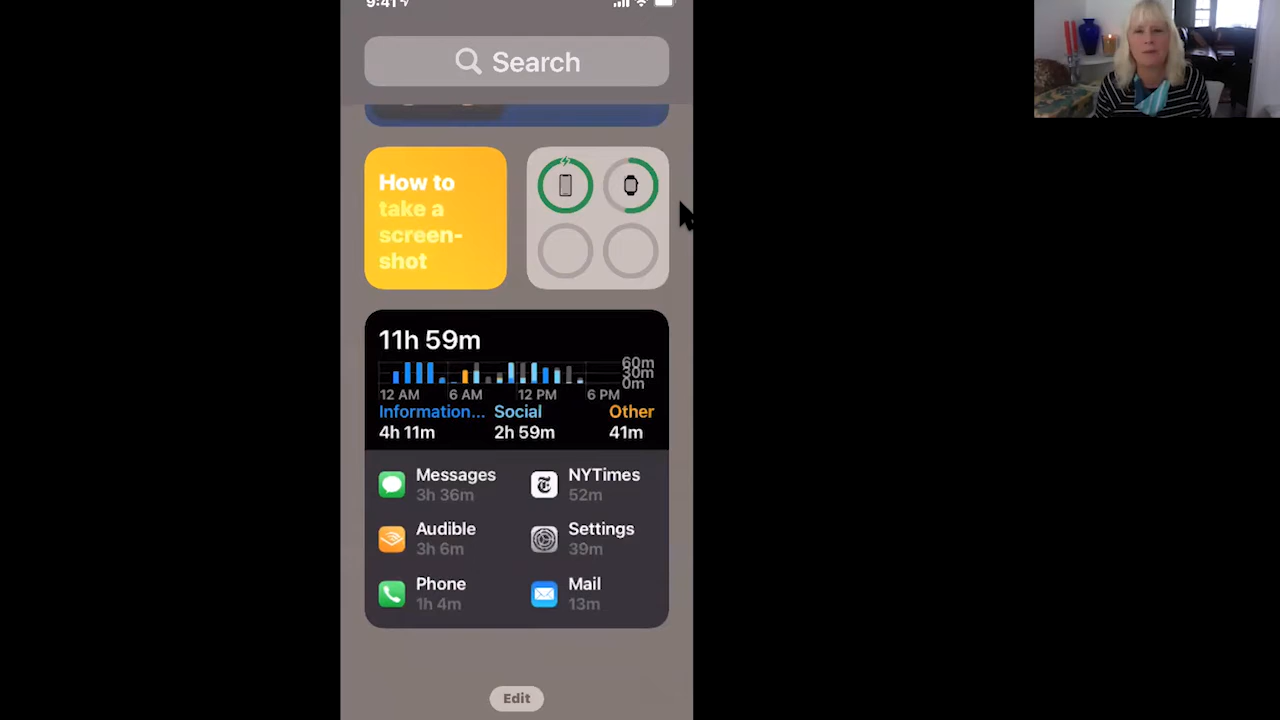 9:41
Search
How to
take a
screen-
shot
11h 59m
60m
30m
0m
12 AM 6 AM 12 PM 6 PM
Information... Social Other
4h 11m 2h 59m 41m
Messages NYTimes
3h 36m 52m
Audible Settings
3h 6m 39m
Phone Mail
1h 4m 13m
Edit